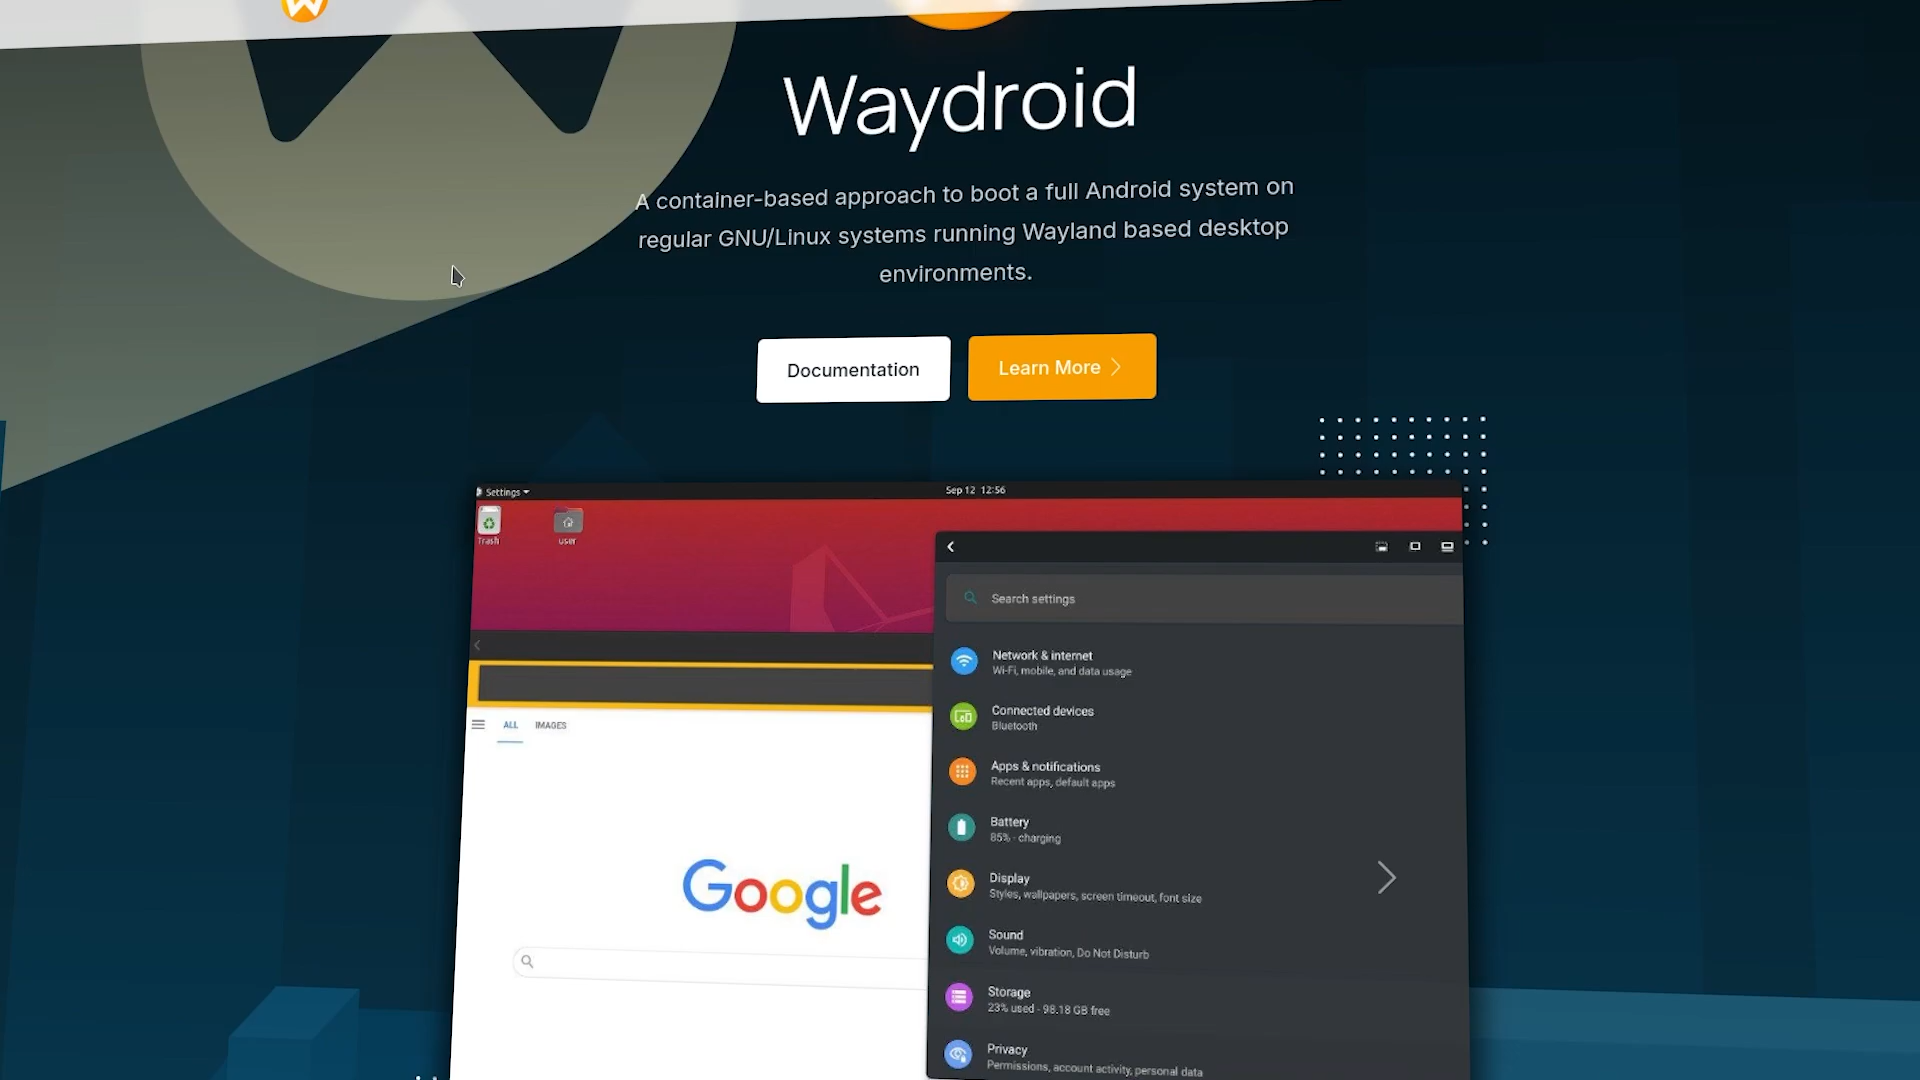 Waydroid
A container-based approach to boot a full Android system on
regular GNU/Linux systems running Wayland based desktop
environments.
Documentation
Learn More
Settings
Sep 12 12:56
Trash
user
Search settings
Network & internet
Wi-Fi, mobile, and data usage
Connected devices
Bluetooth
Apps & notifications
Recent apps, default apps
ALL IMAGES
Battery
85% - charging
Google
Display
Styles, wallpapers, screen timeout, font size
Sound
Volume, vibration, Do Not Disturb
Storage
23% used - 98.18 GB free
Privacy
Permissions, account activity, personal data